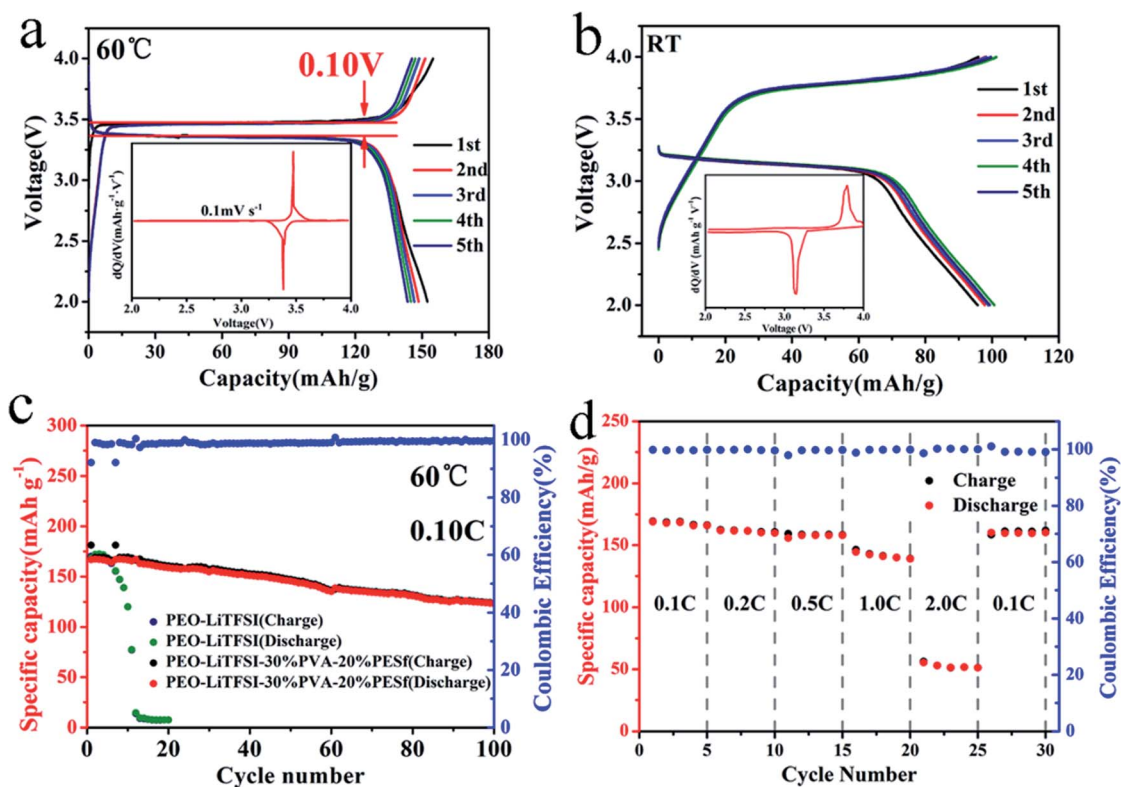 a
60℃
0.10V
4.0
3.5
3.0
2.5
2.0
Voltage(V)
1st
2nd
3rd
4th
5th
0.1mV s⁻¹
dQ/dV(mAh·g⁻¹·V⁻¹)
2.0 2.5 3.0 3.5 4.0
Voltage(V)
0 30 60 90 120 150 180
Capacity(mAh/g)
b
RT
4.0
3.5
3.0
2.5
2.0
Voltage(V)
1st
2nd
3rd
4th
5th
dQ/dV (mAh g⁻¹ V⁻¹)
2.0 2.5 3.0 3.5 4.0
Voltage (V)
0 20 40 60 80 100 120
Capacity(mAh/g)
c
300
250
200
150
100
50
0
Specific capacity(mAh g⁻¹)
60℃
0.10C
PEO-LiTFSI(Charge)
PEO-LiTFSI(Discharge)
PEO-LiTFSI-30%PVA-20%PESf(Charge)
PEO-LiTFSI-30%PVA-20%PESf(Discharge)
100
80
60
40
20
0
Coulombic Efficiency(%)
0 20 40 60 80 100
Cycle number
d
250
200
150
100
50
0
Specific capacity(mAh/g)
Charge
Discharge
0.1C 0.2C 0.5C 1.0C 2.0C 0.1C
100
80
60
40
20
0
Coulombic Efficiency(%)
0 5 10 15 20 25 30
Cycle Number